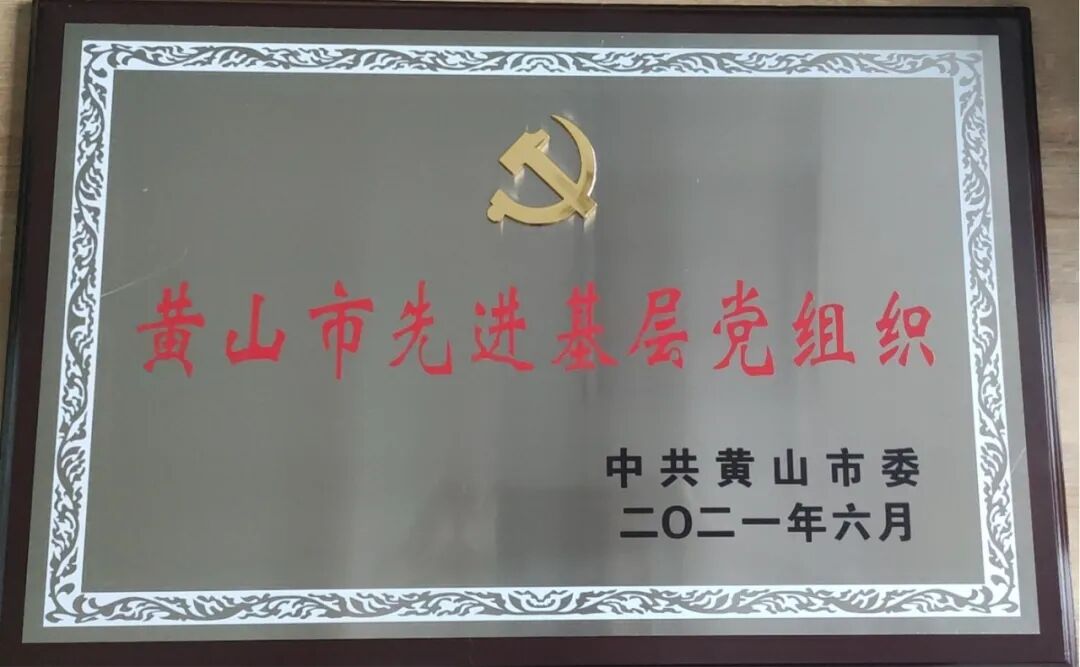 黄山市先进基层党组织
中共黄山市委
二〇二一年六月